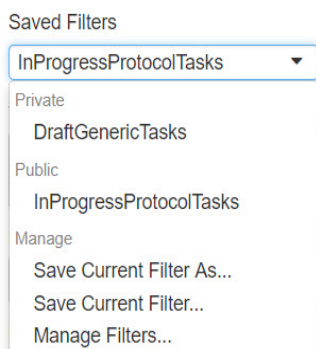 Saved Filters
InProgressProtocolTasks
Private
DraftGenericTasks
Public
InProgressProtocolTasks
Manage
Save Current Filter As...
Save Current Filter...
Manage Filters...